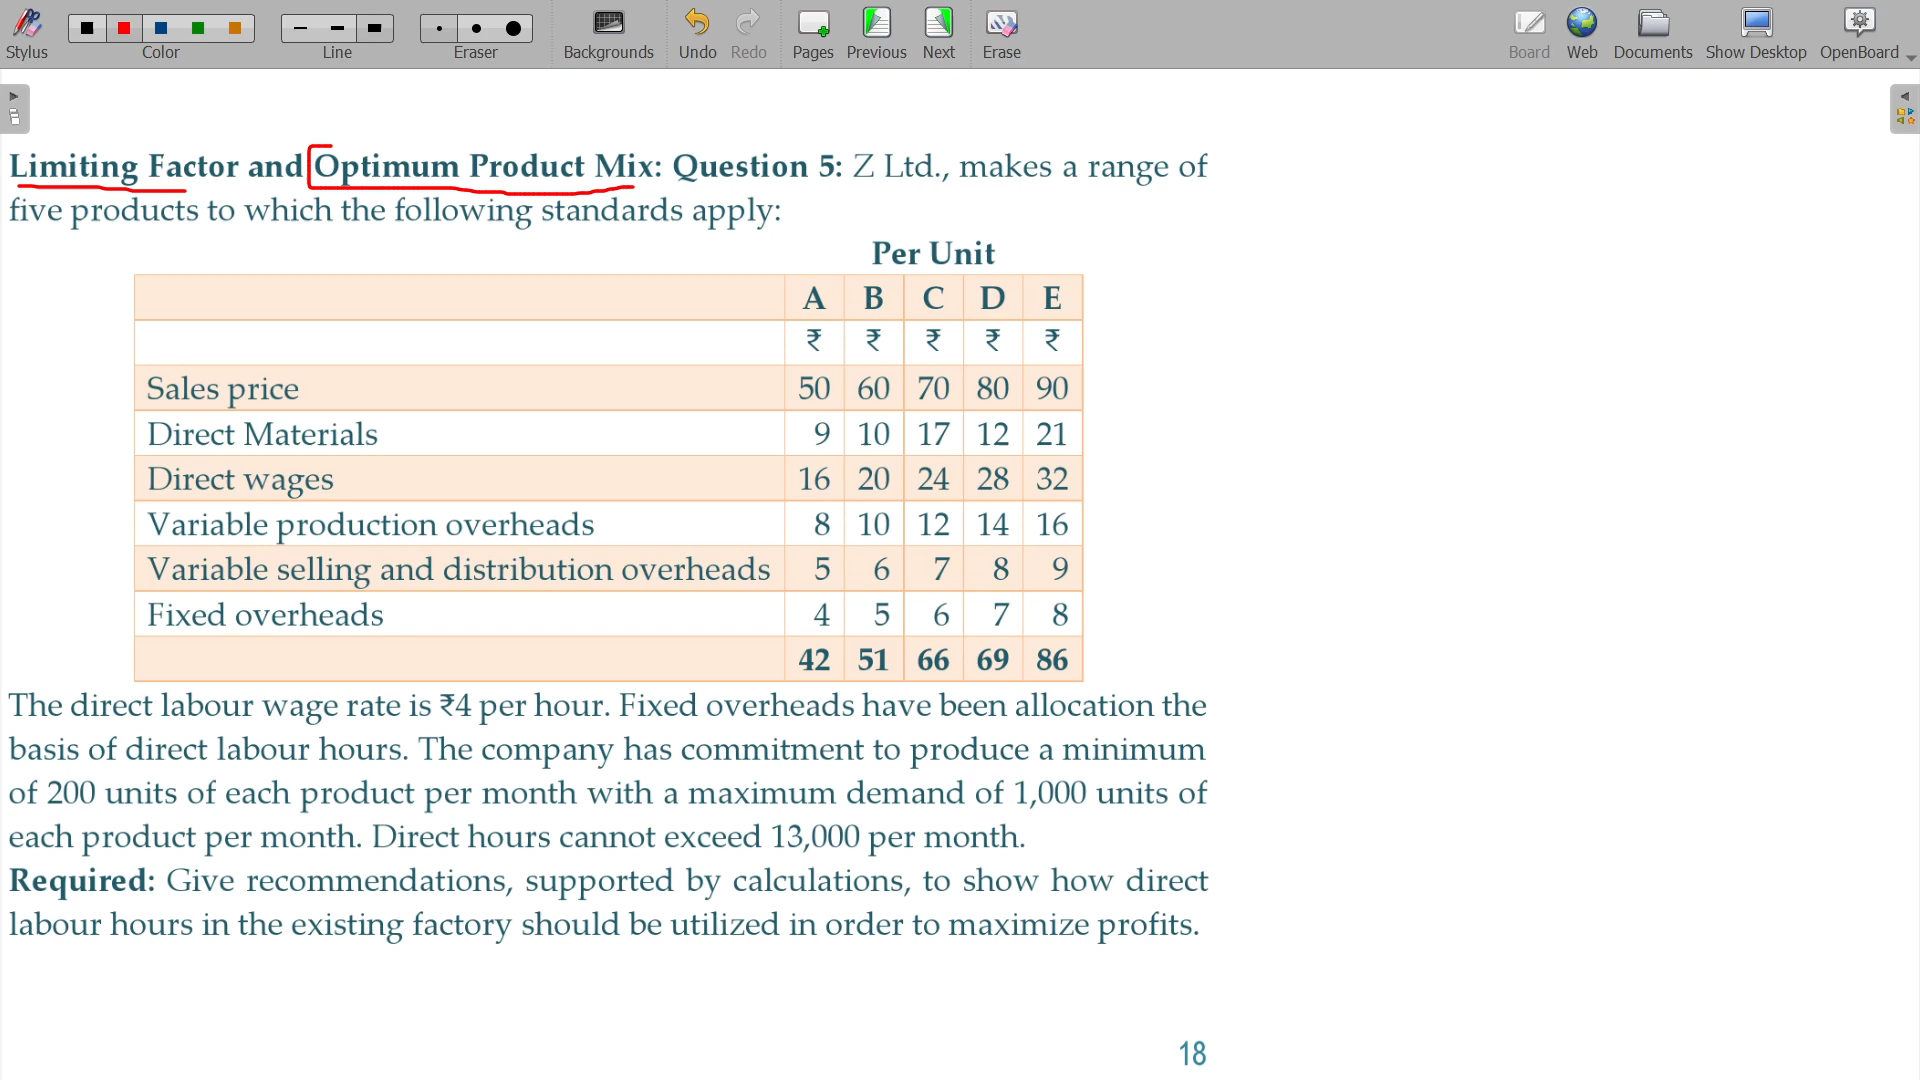 Stylus Color Line Eraser Backgrounds Undo Redo Pages Previous Next Erase Board Web Documents Show Desktop OpenBoard
Limiting Factor and Optimum Product Mix: Question 5: Z Ltd., makes a range of
five products to which the following standards apply:
Per Unit
A B C D E
₹ ₹ ₹ ₹ ₹
Sales price 50 60 70 80 90
Direct Materials 9 10 17 12 21
Direct wages 16 20 24 28 32
Variable production overheads 8 10 12 14 16
Variable selling and distribution overheads 5 6 7 8 9
Fixed overheads 4 5 6 7 8
42 51 66 69 86
The direct labour wage rate is ₹4 per hour. Fixed overheads have been allocation the
basis of direct labour hours. The company has commitment to produce a minimum
of 200 units of each product per month with a maximum demand of 1,000 units of
each product per month. Direct hours cannot exceed 13,000 per month.
Required: Give recommendations, supported by calculations, to show how direct
labour hours in the existing factory should be utilized in order to maximize profits.
18